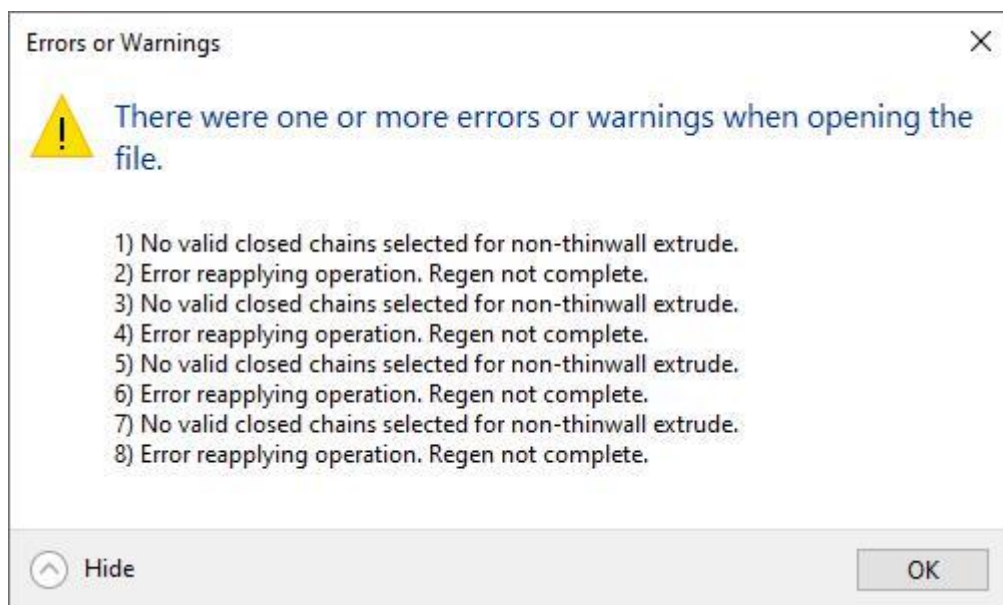 Errors or Warnings
There were one or more errors or warnings when opening the
file.
1) No valid closed chains selected for non-thinwall extrude.
2) Error reapplying operation. Regen not complete.
3) No valid closed chains selected for non-thinwall extrude.
4) Error reapplying operation. Regen not complete.
5) No valid closed chains selected for non-thinwall extrude.
6) Error reapplying operation. Regen not complete.
7) No valid closed chains selected for non-thinwall extrude.
8) Error reapplying operation. Regen not complete.
Hide
OK